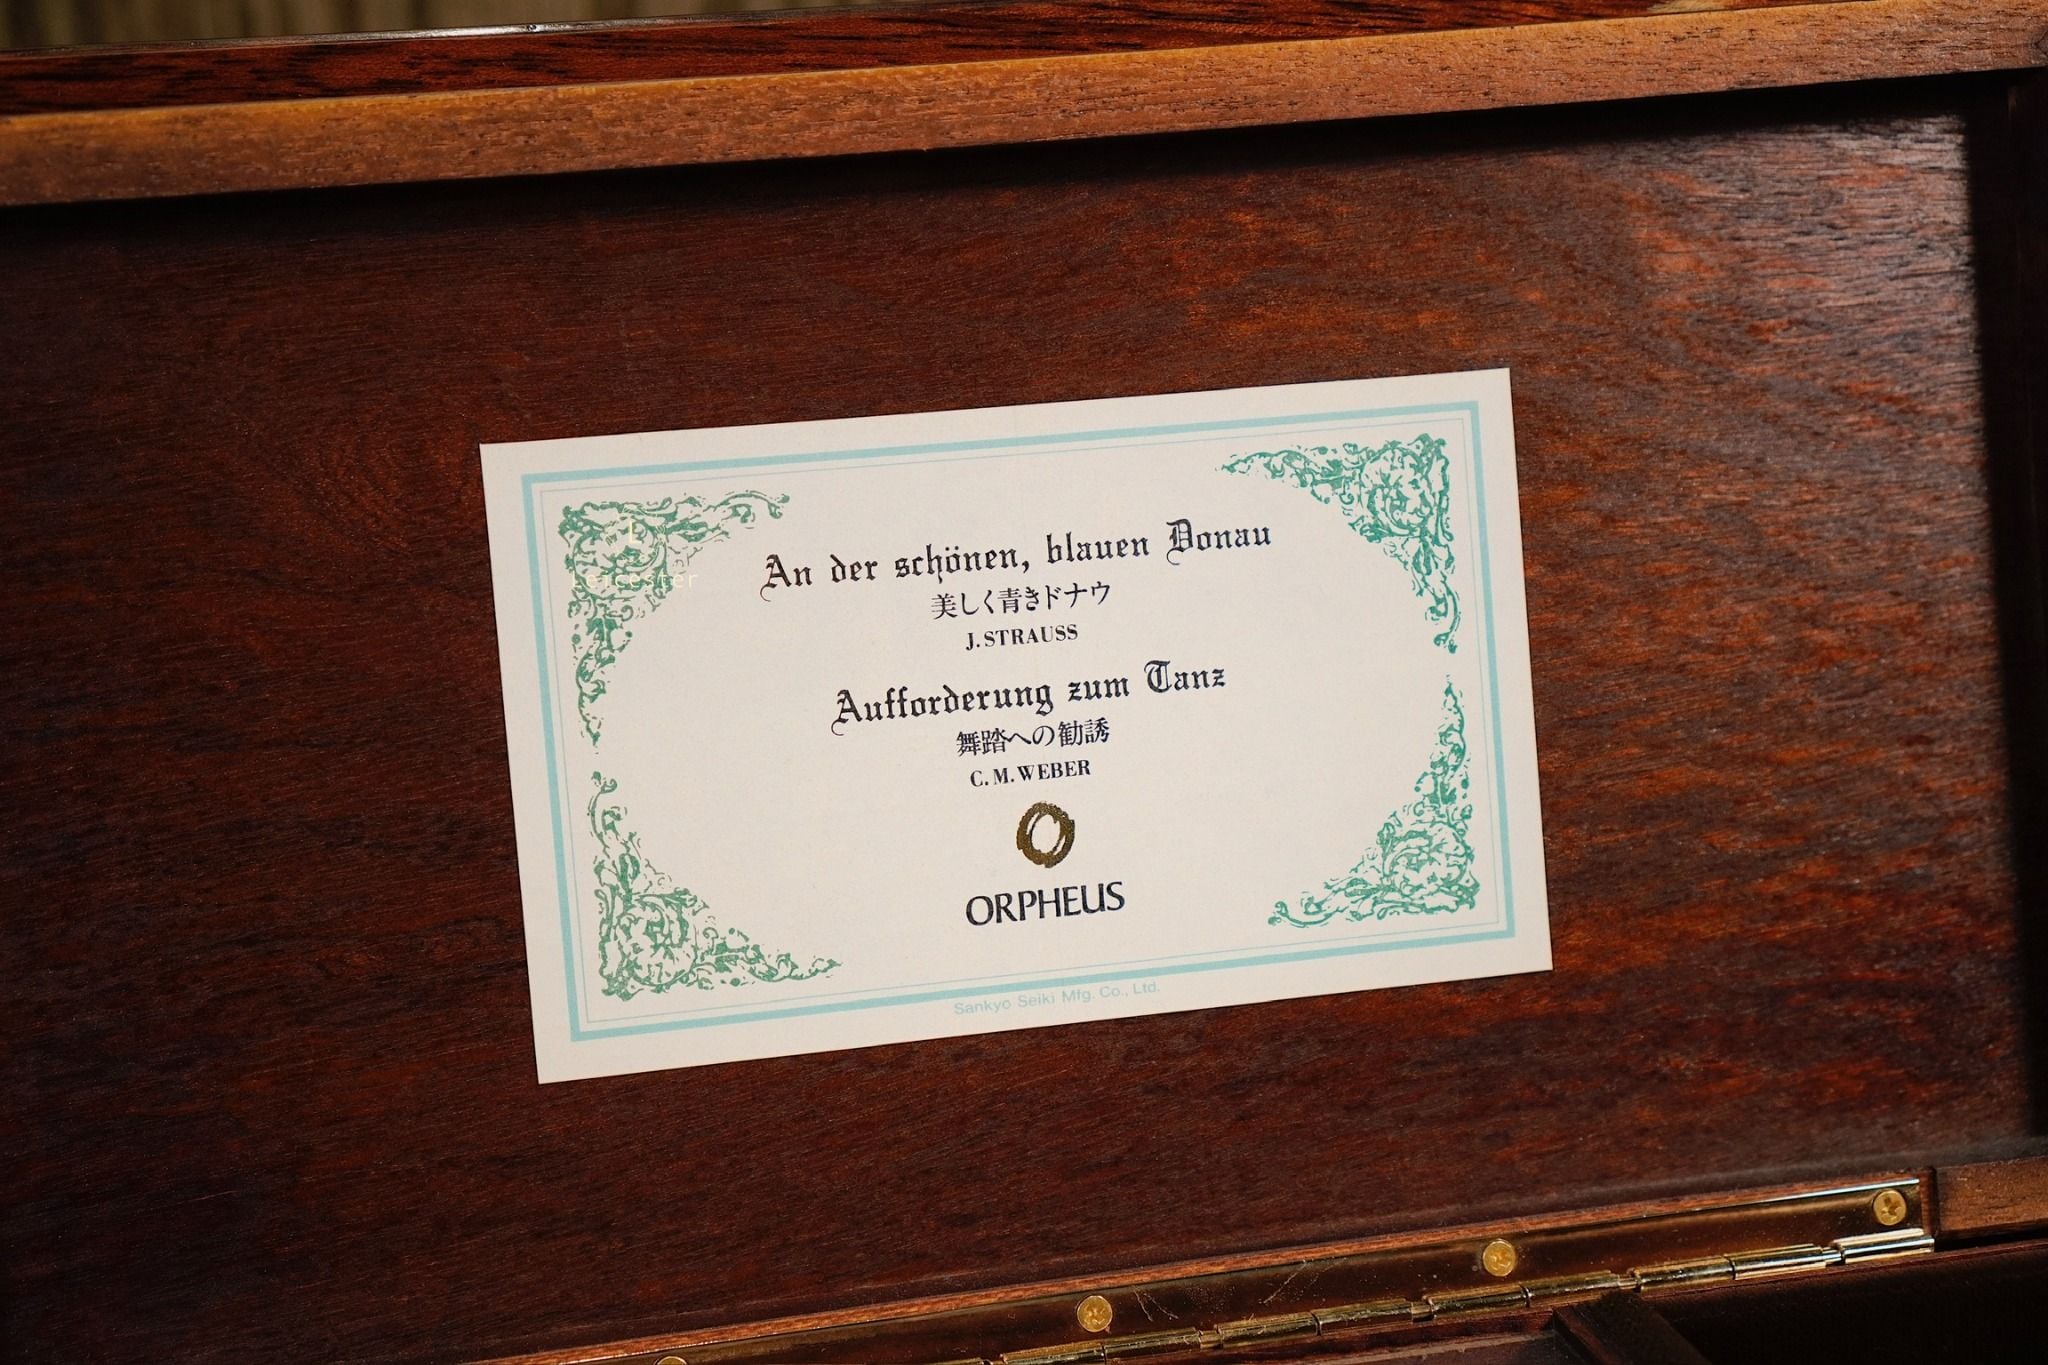 An der schönen, blauen Donau
美しく青きドナウ
J. STRAUSS
Aufforderung zum Tanz
舞踏への勧誘
C. M. WEBER
ORPHEUS
Sankyo Seiki Mfg. Co., Ltd.
L
Leicester